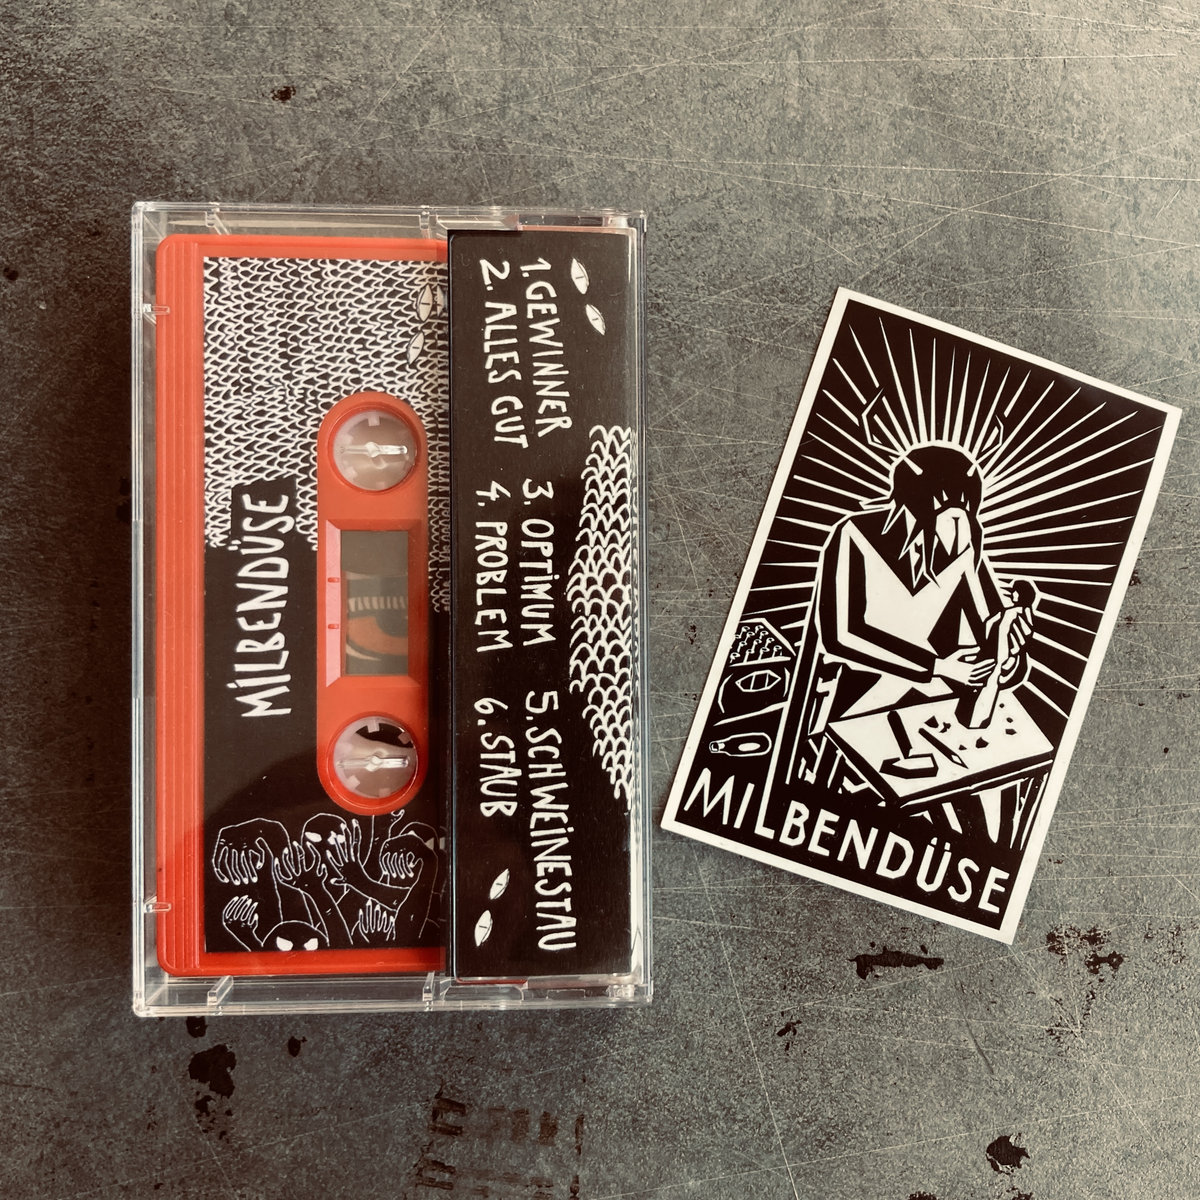 MILBENDÜSE
1. GEWINNER
2. ALLES GUT
3. OPTIMUM
4. PROBLEM
5. SCHWEINESTAU
6. STAUB
MILBENDÜSE